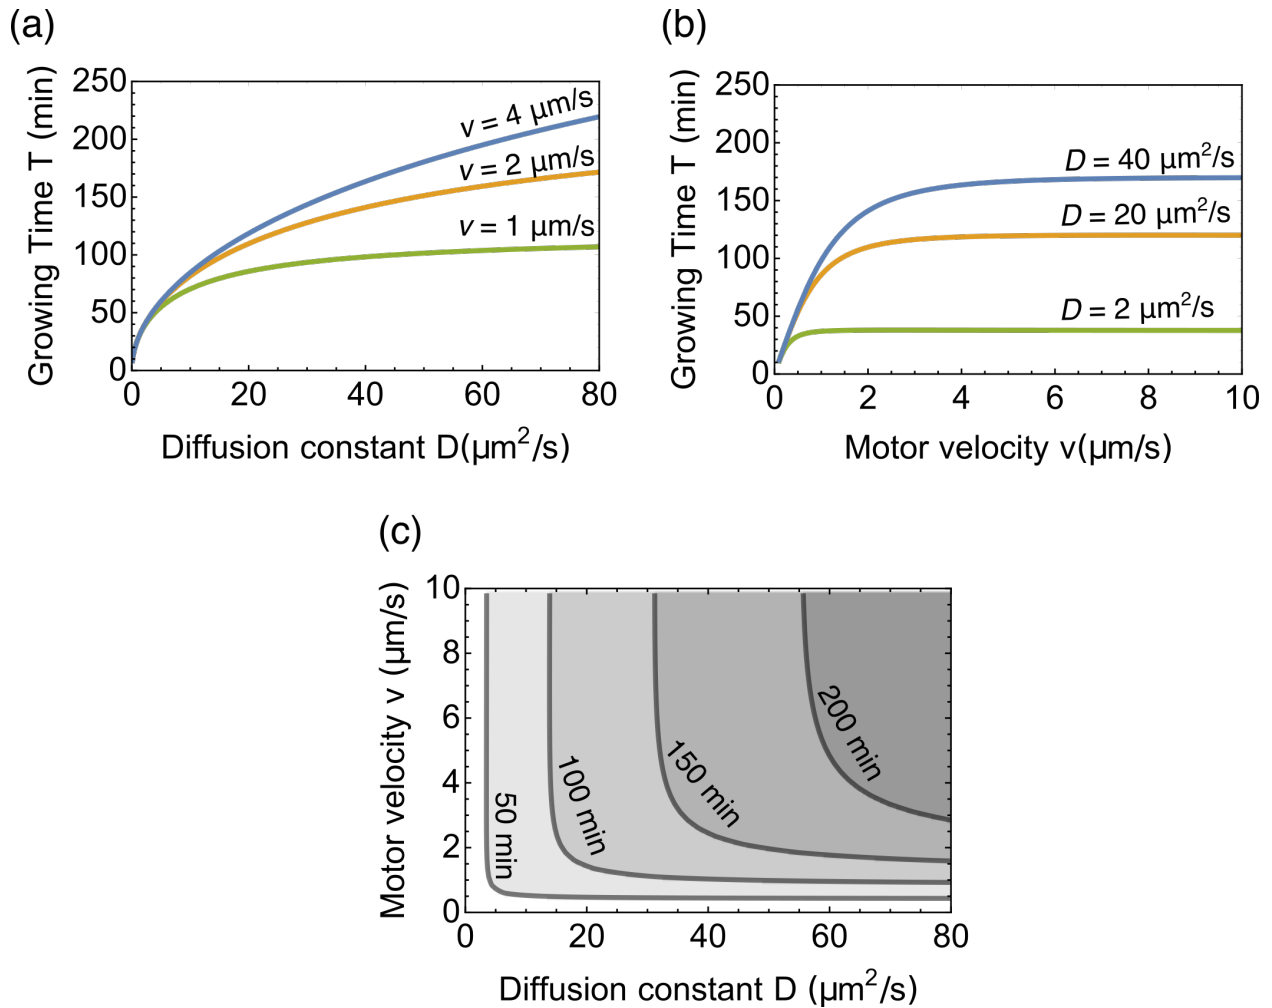 (a)
Growing Time T (min)
250
200
150
100
50
0
v = 4 µm/s
v = 2 µm/s
v = 1 µm/s
0 20 40 60 80
Diffusion constant D(µm²/s)
(b)
Growing Time T (min)
250
200
150
100
50
0
D = 40 µm²/s
D = 20 µm²/s
D = 2 µm²/s
0 2 4 6 8 10
Motor velocity v(µm/s)
(c)
Motor velocity v (µm/s)
10
8
6
4
2
0
50 min
100 min
150 min
200 min
0 20 40 60 80
Diffusion constant D (µm²/s)